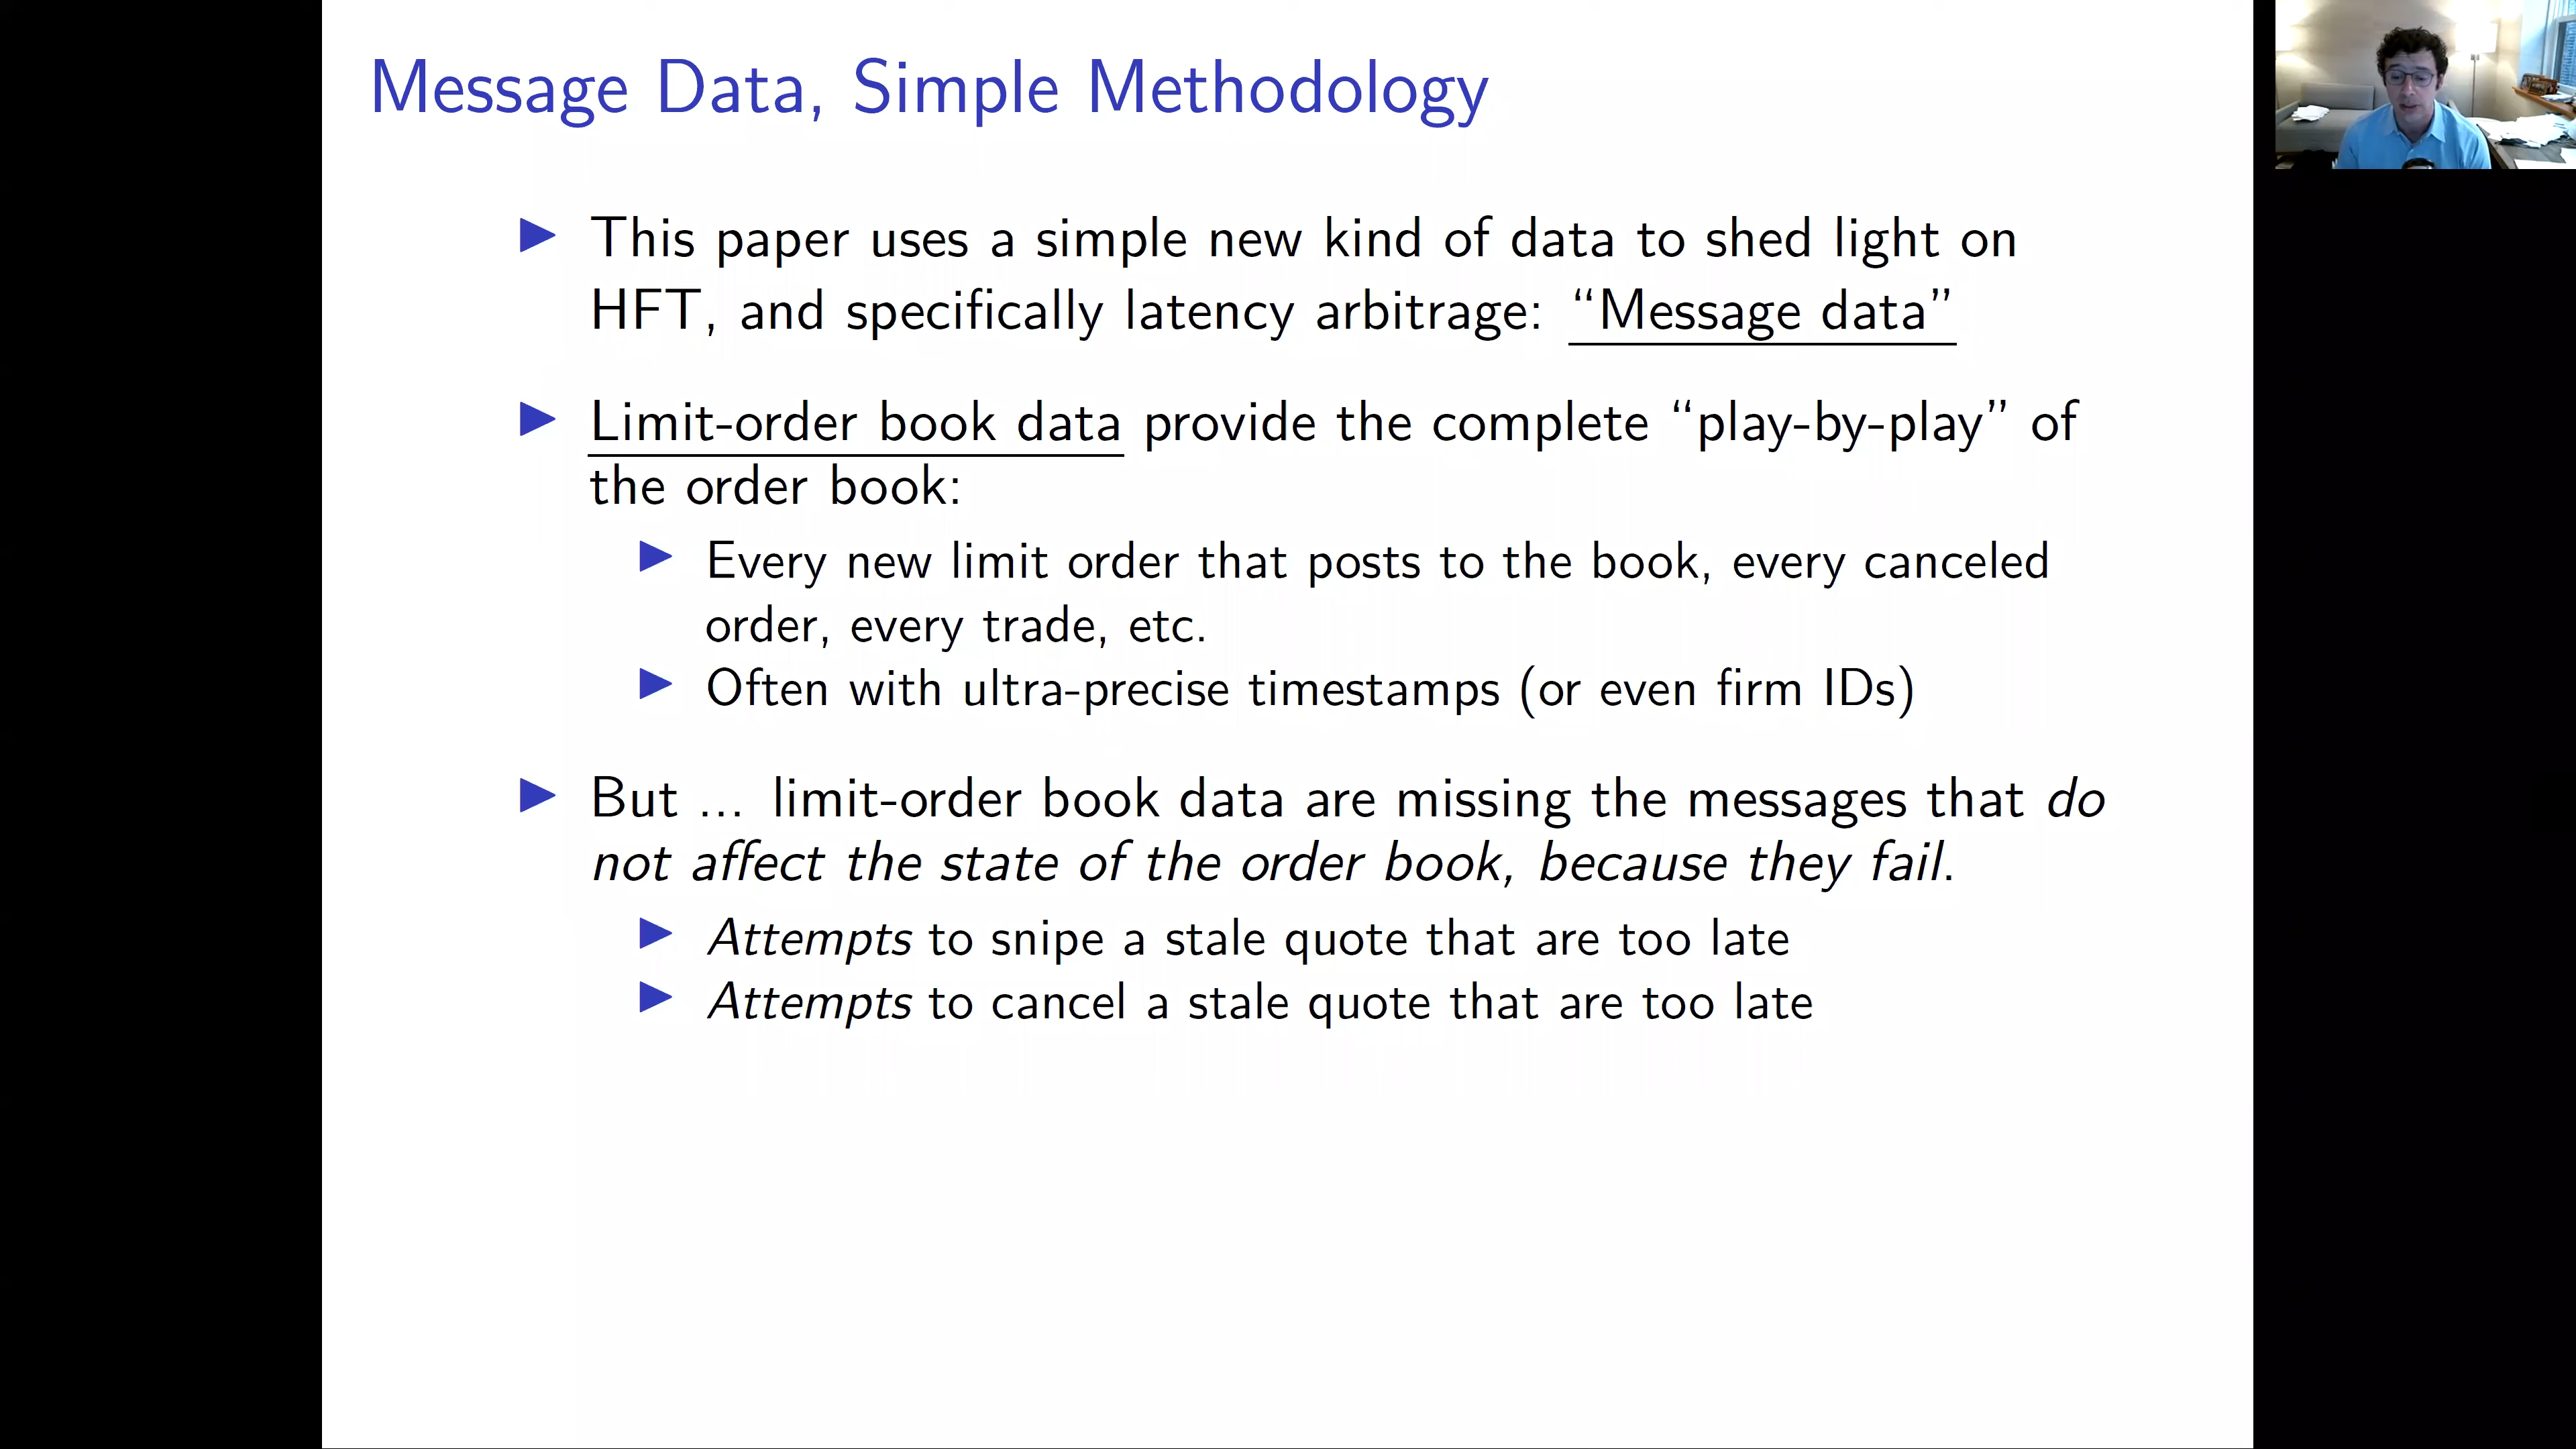 Message Data, Simple Methodology
This paper uses a simple new kind of data to shed light on
HFT, and specifically latency arbitrage: “Message data”
Limit-order book data provide the complete “play-by-play” of
the order book:
Every new limit order that posts to the book, every canceled
order, every trade, etc.
Often with ultra-precise timestamps (or even firm IDs)
But ... limit-order book data are missing the messages that do
not affect the state of the order book, because they fail.
Attempts to snipe a stale quote that are too late
Attempts to cancel a stale quote that are too late